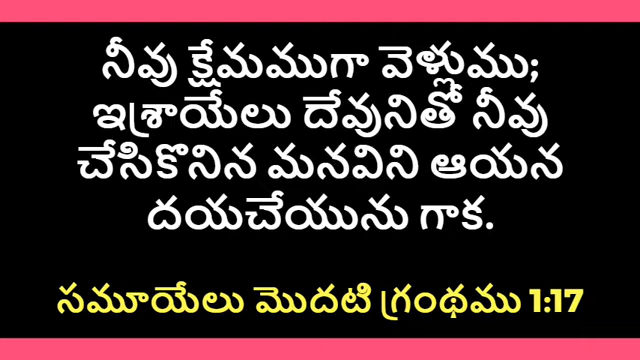 నీవు క్షేమముగా వెళ్లుము;
ఇశ్రాయేలు దేవునితో నీవు
చేసికొనిన మనవిని ఆయన
దయచేయును గాక.
సమూయేలు మొదటి గ్రంథము 1:17